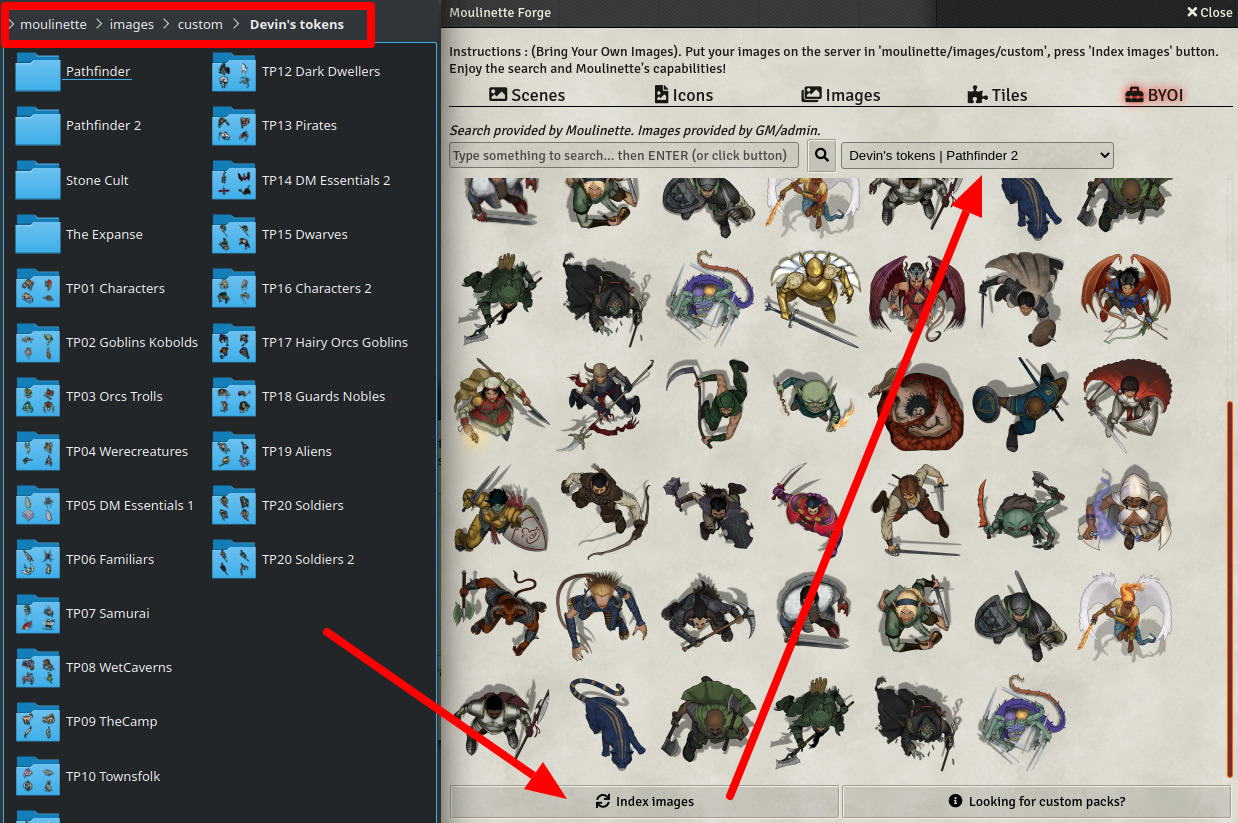 moulinette > images > custom > Devin's tokens
Pathfinder
Pathfinder 2
Stone Cult
The Expanse
TP01 Characters
TP02 Goblins Kobolds
TP03 Orcs Trolls
TP04 Werecreatures
TP05 DM Essentials 1
TP06 Familiars
TP07 Samurai
TP08 WetCaverns
TP09 TheCamp
TP10 Townsfolk
TP12 Dark Dwellers
TP13 Pirates
TP14 DM Essentials 2
TP15 Dwarves
TP16 Characters 2
TP17 Hairy Orcs Goblins
TP18 Guards Nobles
TP19 Aliens
TP20 Soldiers
TP20 Soldiers 2
Moulinette Forge
Close
Instructions : (Bring Your Own Images). Put your images on the server in 'moulinette/images/custom', press 'Index images' button.
Enjoy the search and Moulinette's capabilities!
Scenes
Icons
Images
Tiles
BYOI
Search provided by Moulinette. Images provided by GM/admin.
Type something to search... then ENTER (or click button)
Devin's tokens | Pathfinder 2
Index images
Looking for custom packs?